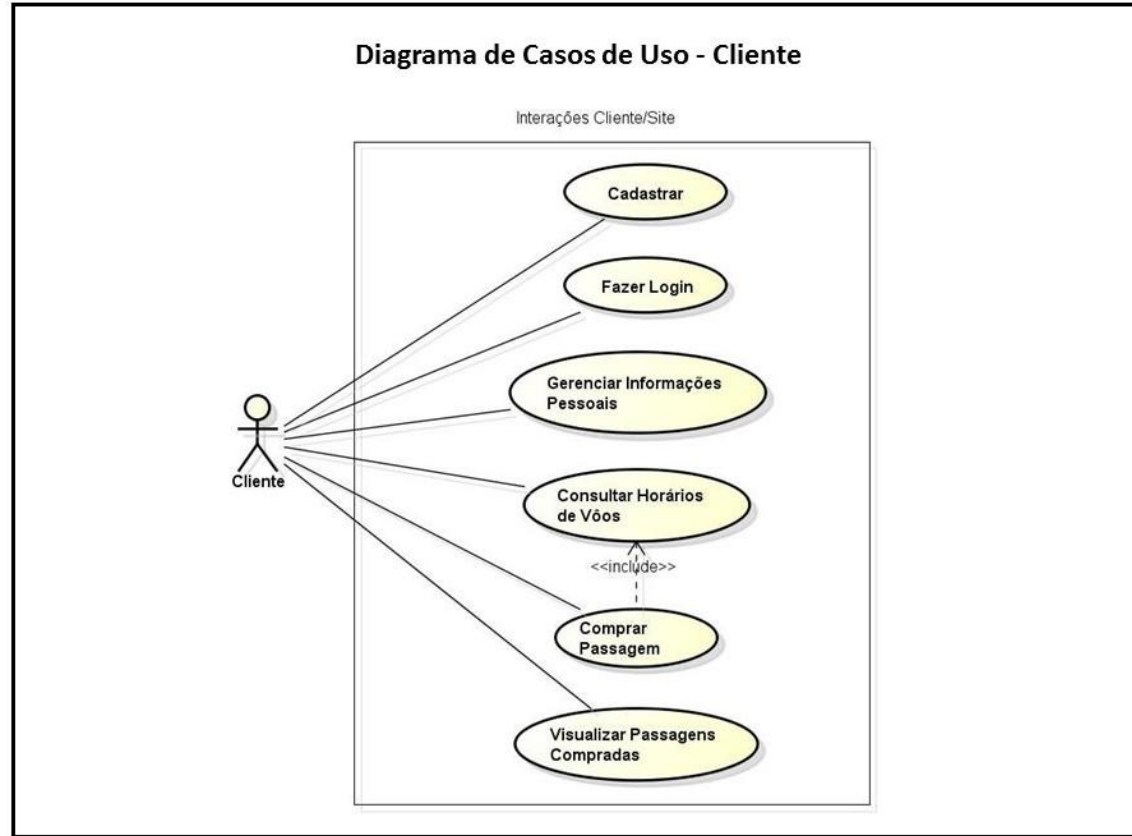 Diagrama de Casos de Uso - Cliente
Interações Cliente/Site
Cadastrar
Fazer Login
Gerenciar Informações
Pessoais
Cliente
Consultar Horários
de Vôos
<<include>>
Comprar
Passagem
Visualizar Passagens
Compradas